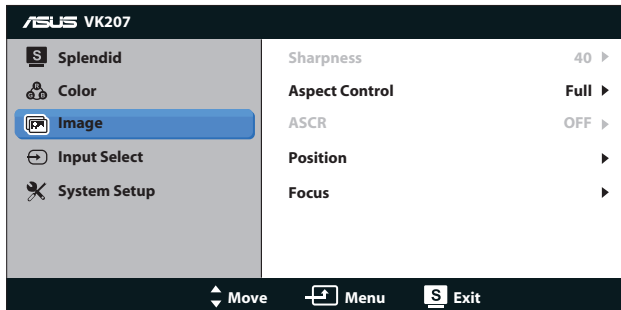 ASUS VK207
S Splendid
Color
Image
Input Select
System Setup
Sharpness 40
Aspect Control Full
ASCR OFF
Position
Focus
Move Menu S Exit